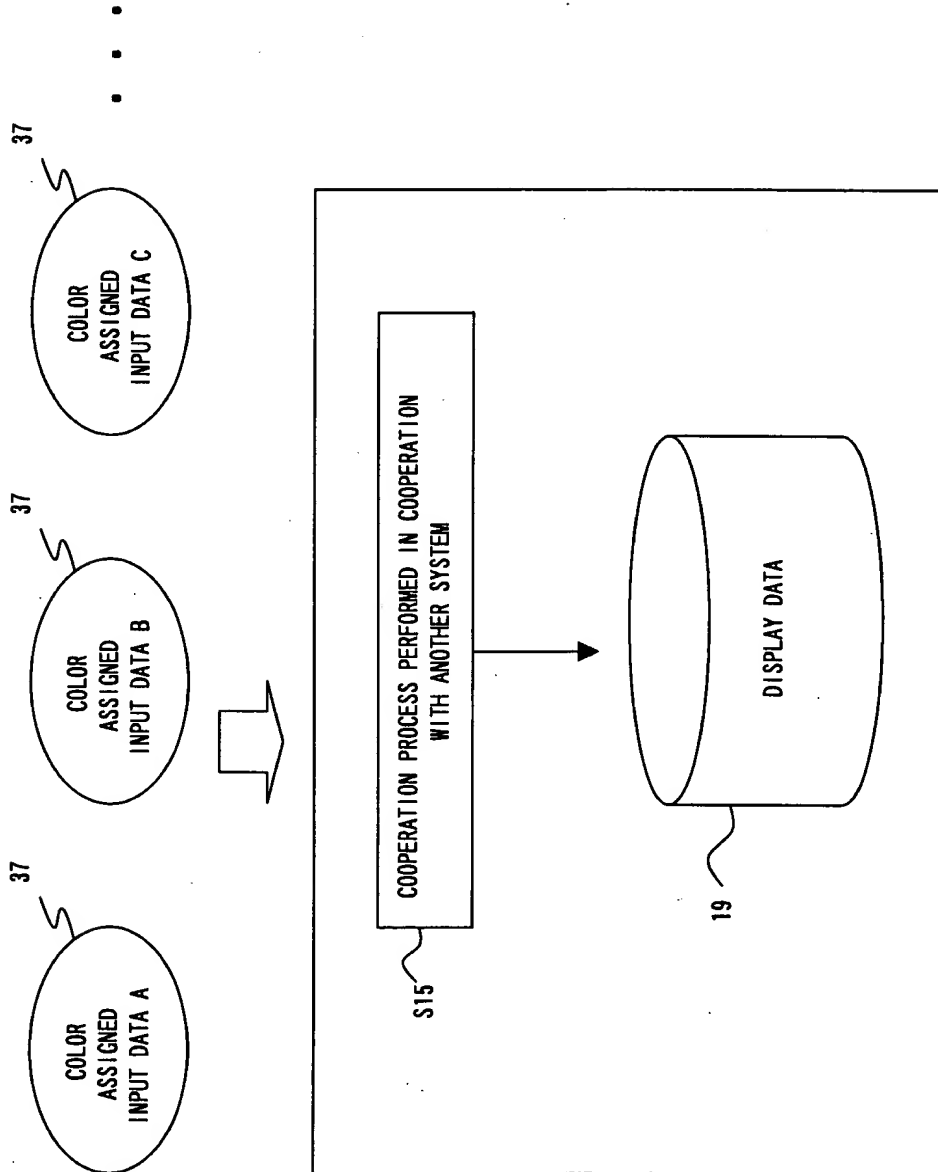 37
COLOR
ASSIGNED
INPUT DATA A
37
COLOR
ASSIGNED
INPUT DATA B
37
COLOR
ASSIGNED
INPUT DATA C
S15
COOPERATION PROCESS PERFORMED IN COOPERATION
WITH ANOTHER SYSTEM
19
DISPLAY DATA